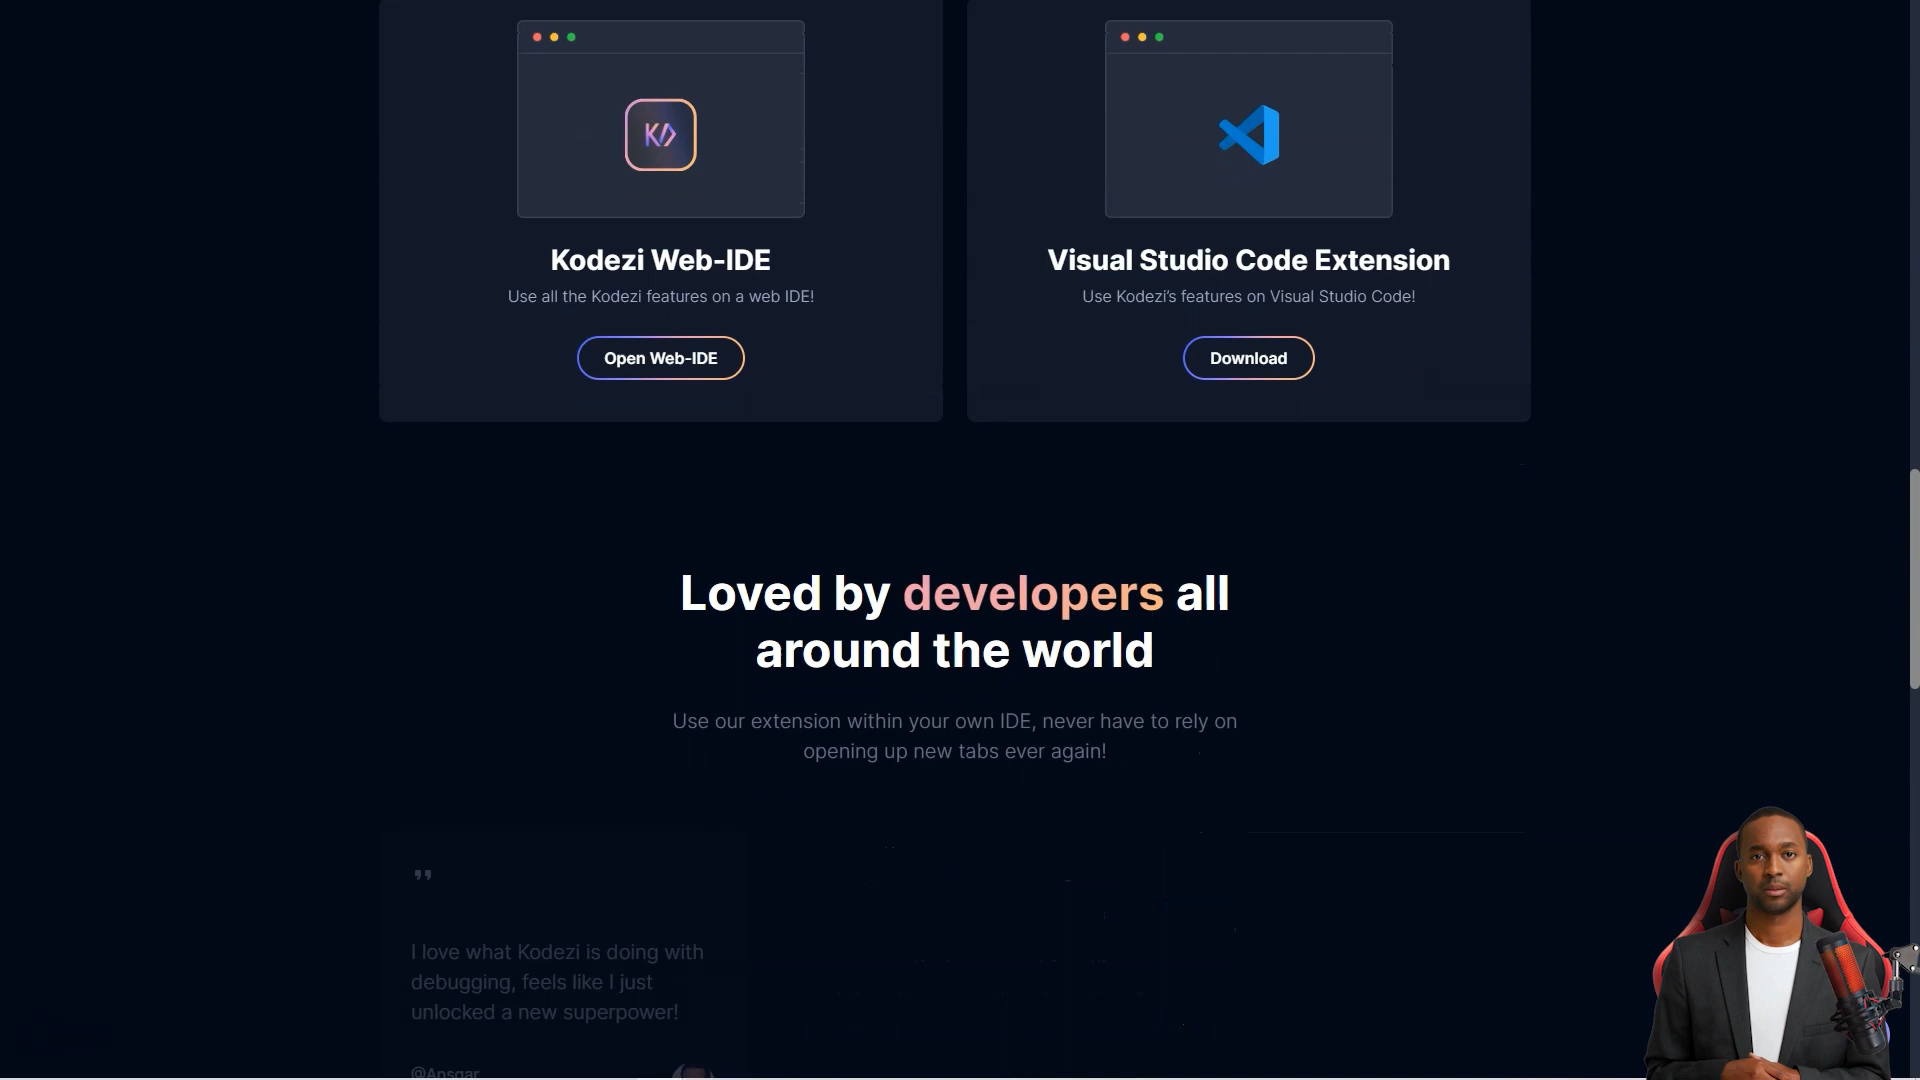 K/>
Kodezi Web-IDE
Use all the Kodezi features on a web IDE!
Open Web-IDE
Visual Studio Code Extension
Use Kodezi’s features on Visual Studio Code!
Download
Loved by developers all
around the world
Use our extension within your own IDE, never have to rely on
opening up new tabs ever again!
"
I love what Kodezi is doing with
debugging, feels like I just
unlocked a new superpower!
@Ansgar